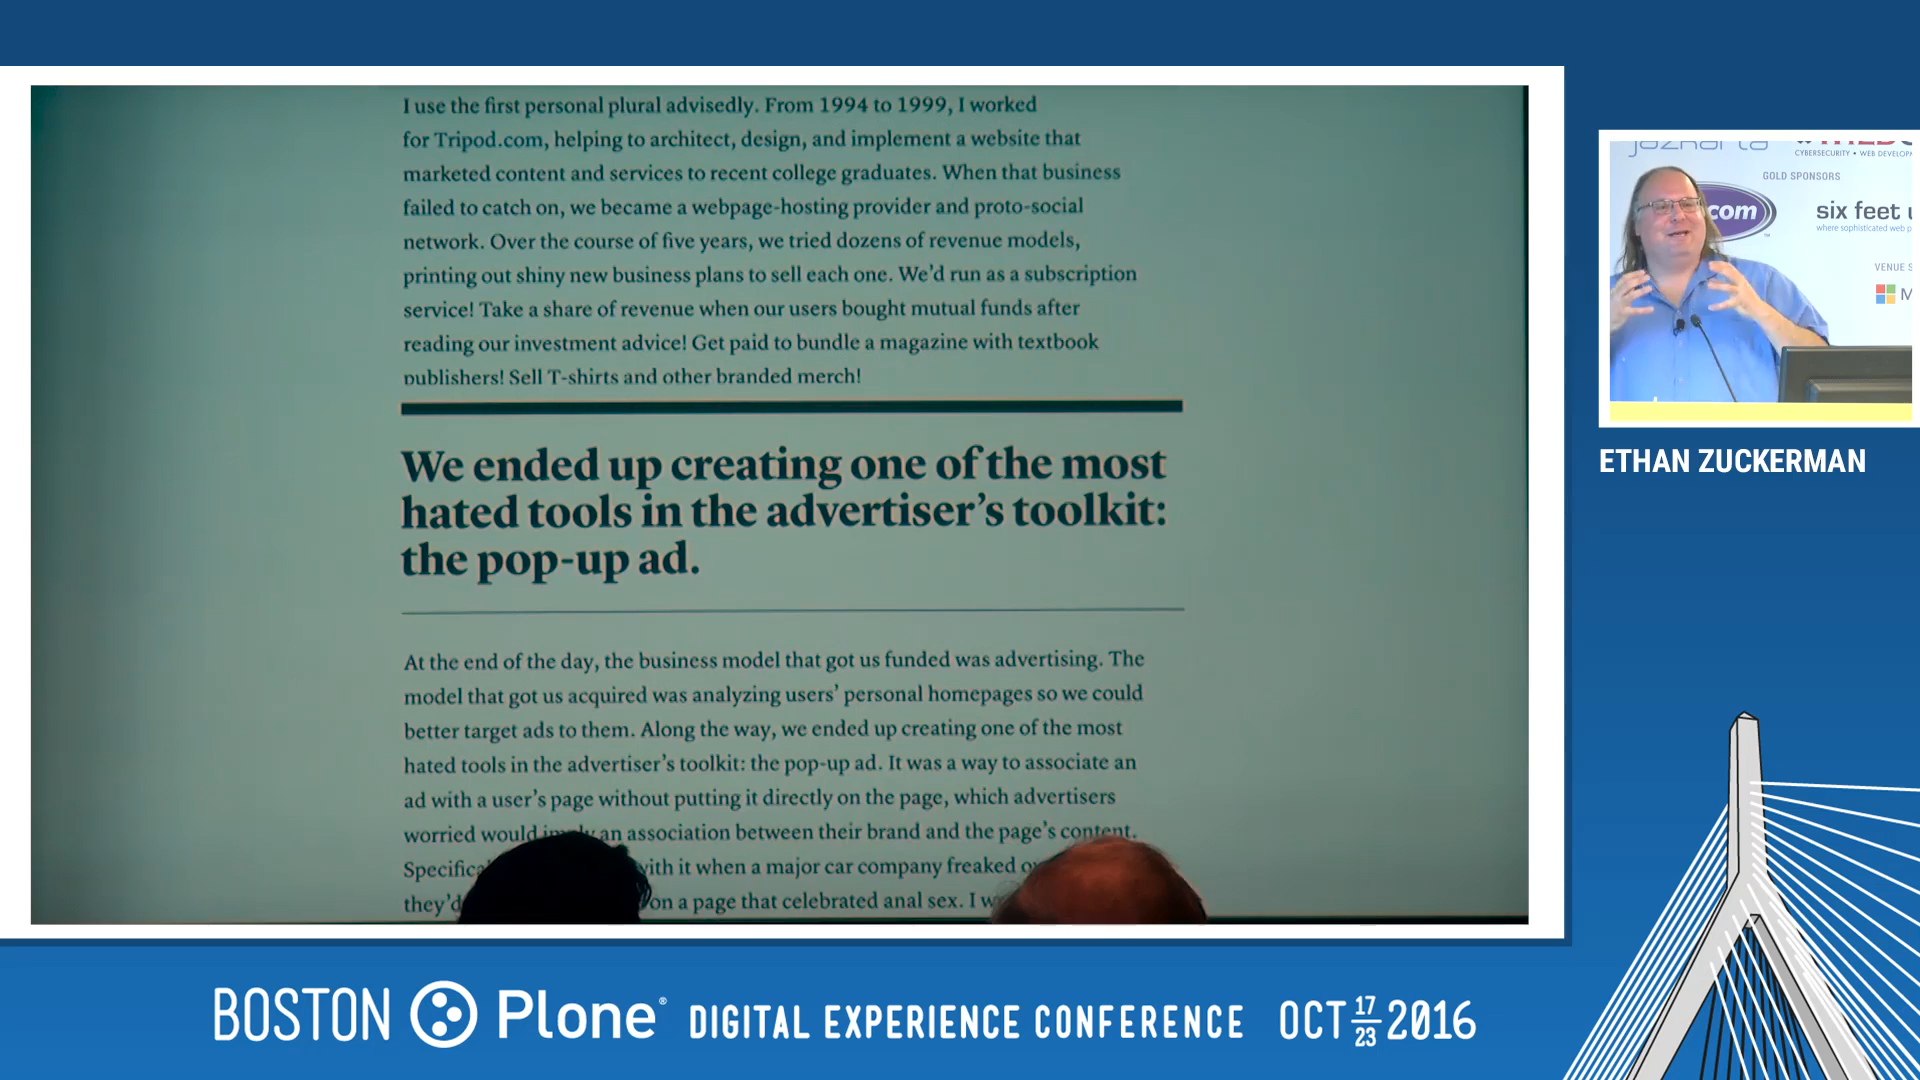 I use the first personal plural advisedly. From 1994 to 1999, I worked
for Tripod.com, helping to architect, design, and implement a website that
marketed content and services to recent college graduates. When that business
failed to catch on, we became a webpage-hosting provider and proto-social
network. Over the course of five years, we tried dozens of revenue models,
printing out shiny new business plans to sell each one. We’d run as a subscription
service! Take a share of revenue when our users bought mutual funds after
reading our investment advice! Get paid to bundle a magazine with textbook
publishers! Sell T-shirts and other branded merch!
We ended up creating one of the most
hated tools in the advertiser’s toolkit:
the pop-up ad.
At the end of the day, the business model that got us funded was advertising. The
model that got us acquired was analyzing users’ personal homepages so we could
better target ads to them. Along the way, we ended up creating one of the most
hated tools in the advertiser’s toolkit: the pop-up ad. It was a way to associate an
ad with a user’s page without putting it directly on the page, which advertisers
worried would imply an association between their brand and the page’s content.
with it when a major car company freaked
they’d on a page that celebrated anal sex. I
CYBERSECURITY • WEB
GOLD SPONSORS
com
six feet
where sophisticated web
VENUE
M
ETHAN ZUCKERMAN
BOSTON Plone® DIGITAL EXPERIENCE CONFERENCE OCT 17 23 2016